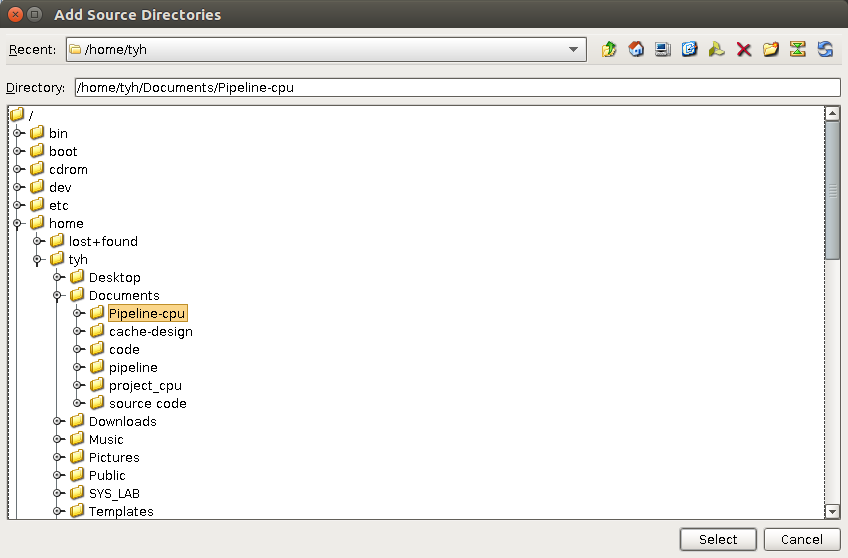 Add Source Directories
Recent: /home/tyh
Directory: /home/tyh/Documents/Pipeline-cpu
/
bin
boot
cdrom
dev
etc
home
lost+found
tyh
Desktop
Documents
Pipeline-cpu
cache-design
code
pipeline
project_cpu
source code
Downloads
Music
Pictures
Public
SYS_LAB
Templates
Select Cancel